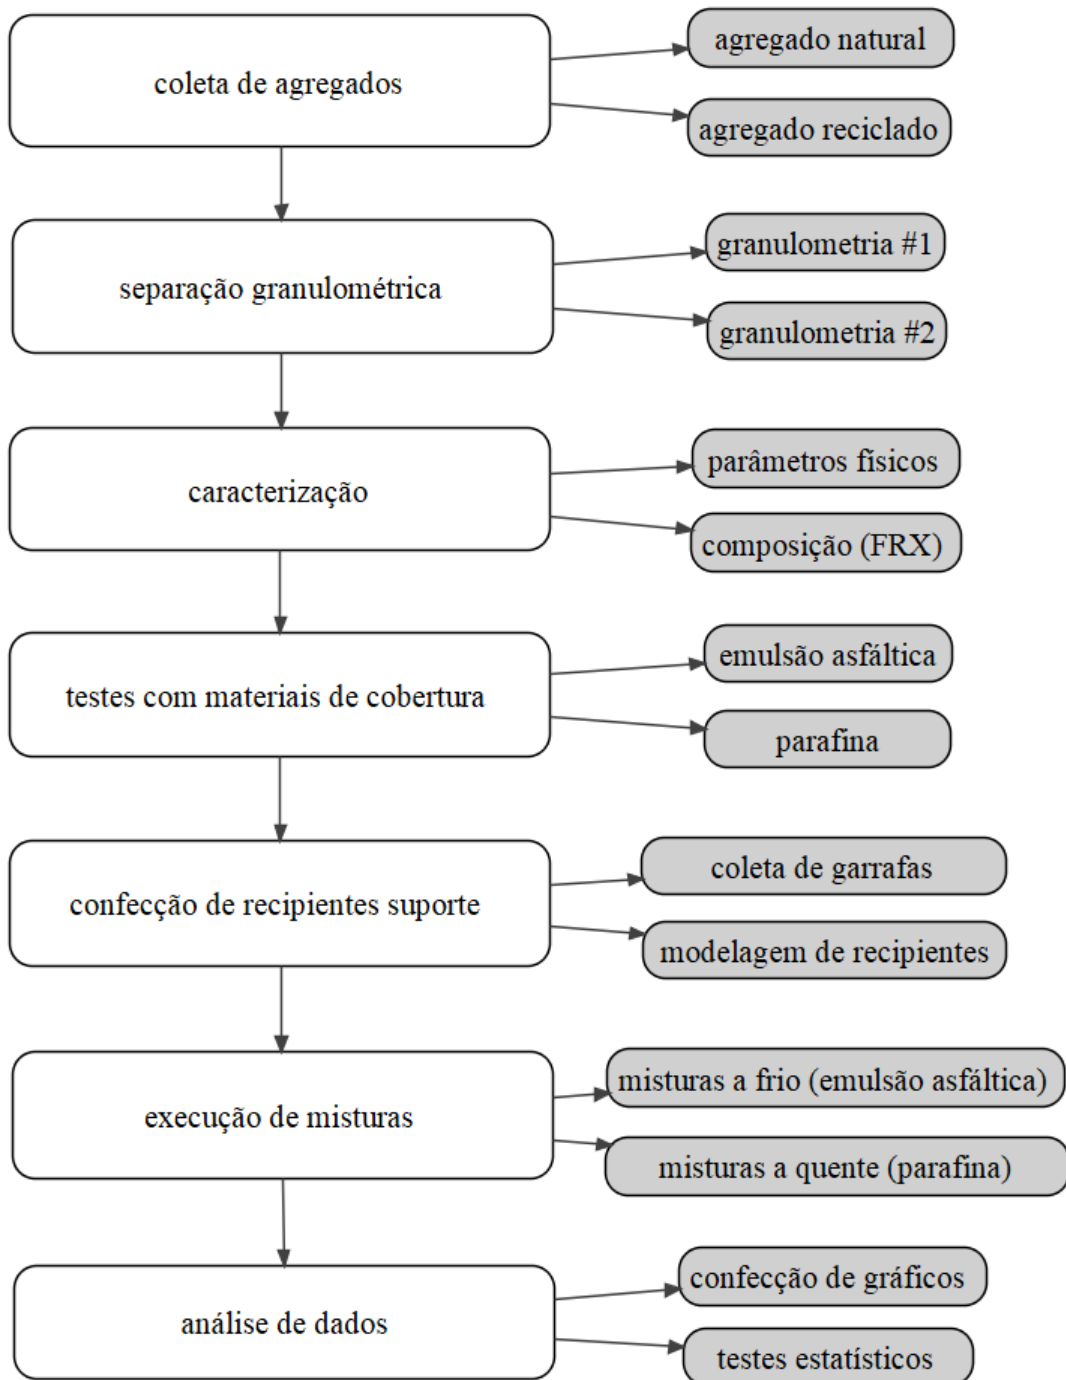 coleta de agregados
agregado natural
agregado reciclado
separação granulométrica
granulometria #1
granulometria #2
caracterização
parâmetros físicos
composição (FRX)
testes com materiais de cobertura
emulsão asfáltica
parafina
confecção de recipientes suporte
coleta de garrafas
modelagem de recipientes
execução de misturas
misturas a frio (emulsão asfáltica)
misturas a quente (parafina)
análise de dados
confecção de gráficos
testes estatísticos